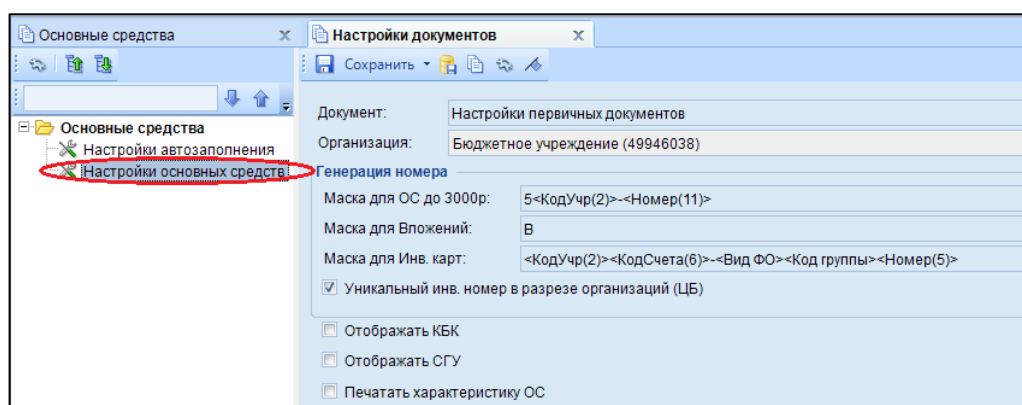 Основные средства
Настройки документов
Сохранить
Документ: Настройки первичных документов
Основные средства
Настройки автозаполнения
Организация: Бюджетное учреждение (49946038)
Настройки основных средств
Генерация номера
Маска для ОС до 3000р: 5<КодУчр(2)>-<Номер(11)>
Маска для Вложений: В
Маска для Инв. карт: <КодУчр(2)><КодСчета(6)>-<Вид ФО><Код группы><Номер(5)>
Уникальный инв. номер в разрезе организаций (ЦБ)
Отображать КБК
Отображать СГУ
Печатать характеристику ОС